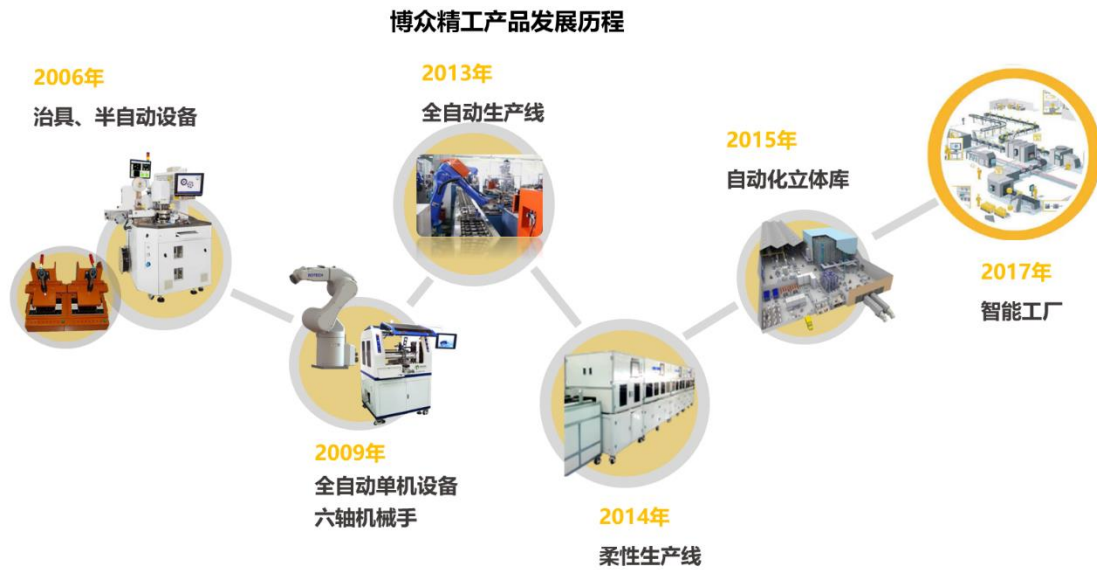 博众精工产品发展历程
2006年
治具、半自动设备
2009年
全自动单机设备
六轴机械手
2013年
全自动生产线
2014年
柔性生产线
2015年
自动化立体库
2017年
智能工厂